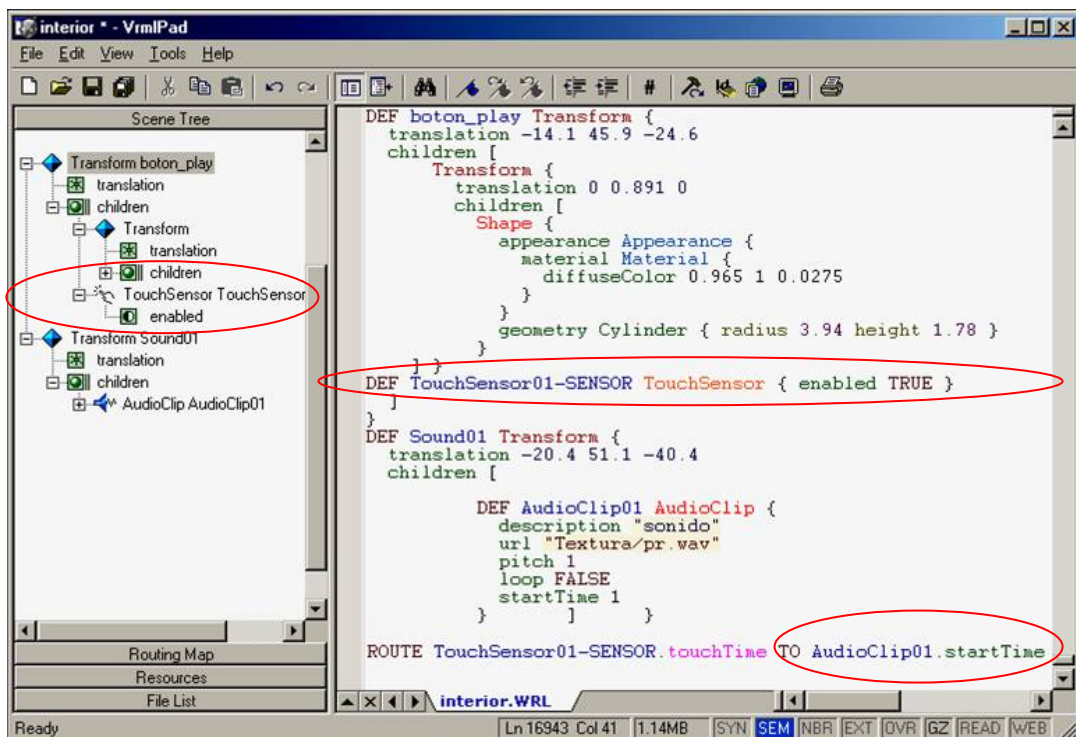 interior * - VrmlPad
File Edit View Tools Help
Scene Tree
Transform boton_play
translation
children
Transform
translation
children
TouchSensor TouchSensor
enabled
Transform Sound01
translation
children
AudioClip AudioClip01
Routing Map
Resources
File List
DEF boton_play Transform {
translation -14.1 45.9 -24.6
children [
Transform {
translation 0 0.891 0
children [
Shape {
appearance Appearance {
material Material {
diffuseColor 0.965 1 0.0275
}
}
geometry Cylinder { radius 3.94 height 1.78 }
}
] }
DEF TouchSensor01-SENSOR TouchSensor { enabled TRUE }
]
}
DEF Sound01 Transform {
translation -20.4 51.1 -40.4
children [
DEF AudioClip01 AudioClip {
description "sonido"
url "Textura/pr.wav"
pitch 1
loop FALSE
startTime 1
} ] }
ROUTE TouchSensor01-SENSOR.touchTime TO AudioClip01.startTime
interior.WRL
Ready
Ln 16943 Col 41 1.14MB SYN SEM NBR EXT OVR GZ READ WEB